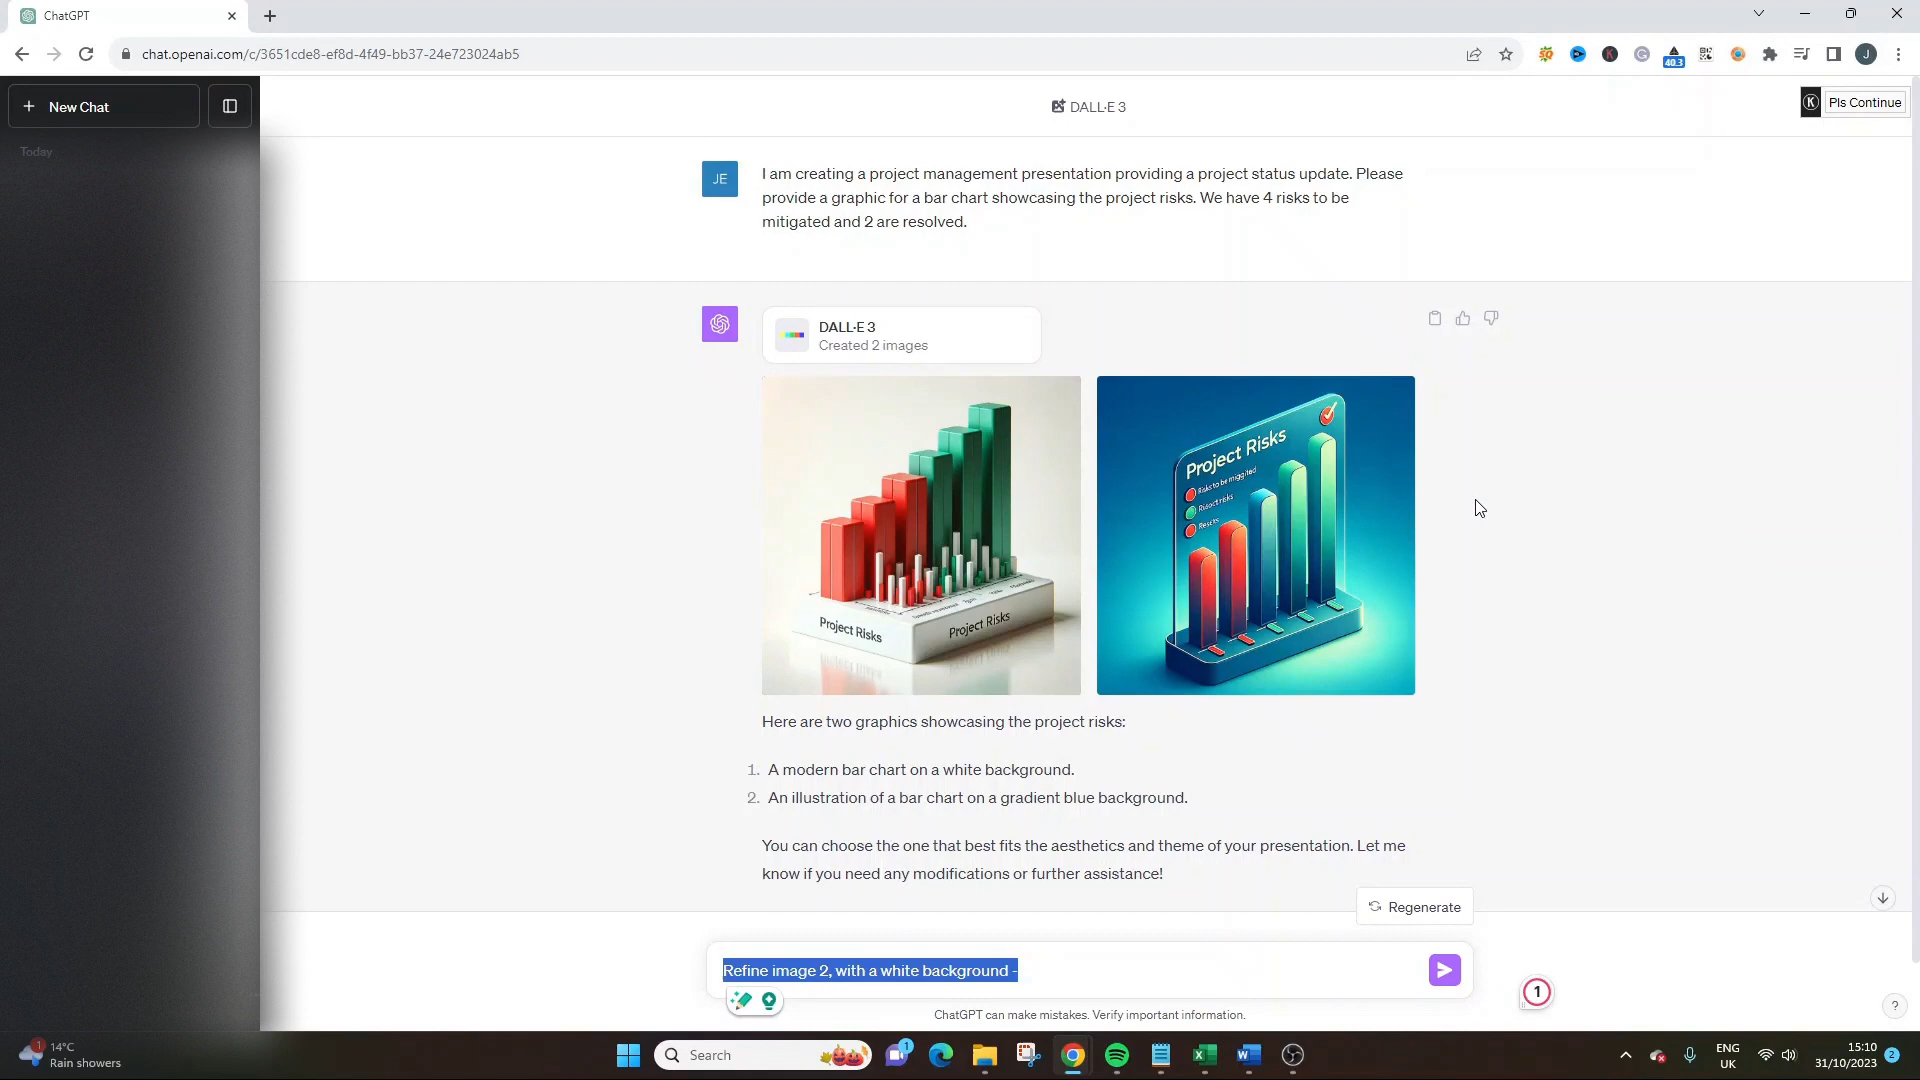 ChatGPT
chat.openai.com/c/3651cde8-ef8d-4f49-bb37-24e723024ab5
40.3
J
New Chat
DALL·E 3
K
Pls Continue
Today
JE
I am creating a project management presentation providing a project status update. Please
provide a graphic for a bar chart showcasing the project risks. We have 4 risks to be
mitigated and 2 are resolved.
DALL·E 3
Created 2 images
Project Risks
Project Risks
Project Risks
Here are two graphics showcasing the project risks:
1. A modern bar chart on a white background.
2. An illustration of a bar chart on a gradient blue background.
You can choose the one that best fits the aesthetics and theme of your presentation. Let me
know if you need any modifications or further assistance!
Regenerate
Refine image 2, with a white background -
1
ChatGPT can make mistakes. Verify important information.
?
1
14°C
Rain showers
Search
1
ENG
UK
15:10
31/10/2023
2